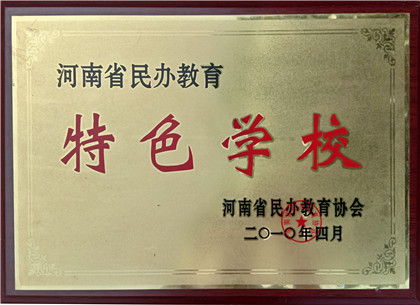 河南省民办教育
特色学校
河南省民办教育协会
二〇一〇年四月